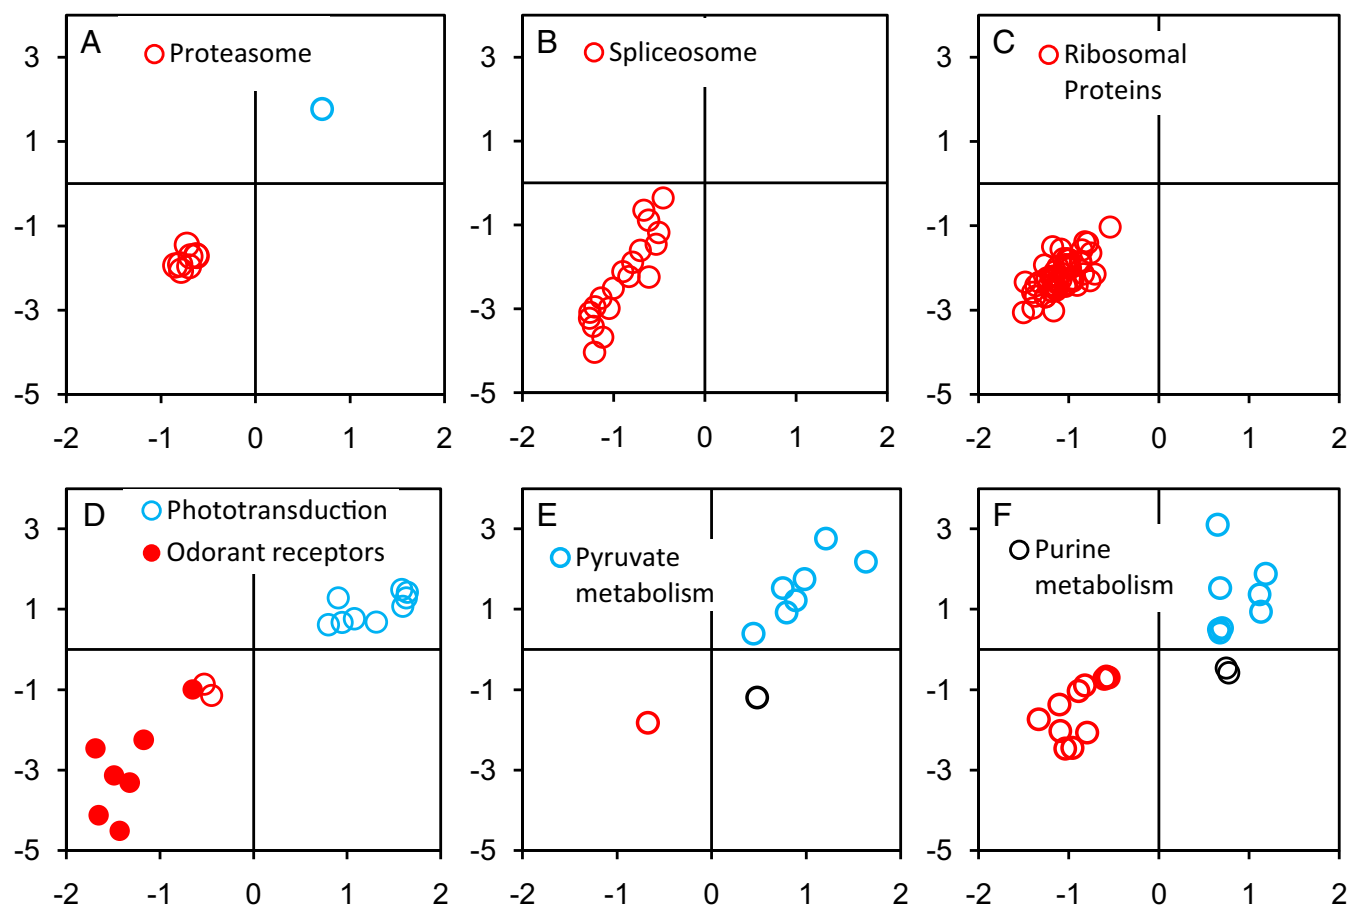 A
Proteasome
3
1
-1
-3
-5
-2 -1 0 1 2
B
Spliceosome
3
1
-1
-3
-5
-2 -1 0 1 2
C
Ribosomal
Proteins
3
1
-1
-3
-5
-2 -1 0 1 2
D
Phototransduction
Odorant receptors
3
1
-1
-3
-5
-2 -1 0 1 2
E
Pyruvate
metabolism
3
1
-1
-3
-5
-2 -1 0 1 2
F
Purine
metabolism
3
1
-1
-3
-5
-2 -1 0 1 2